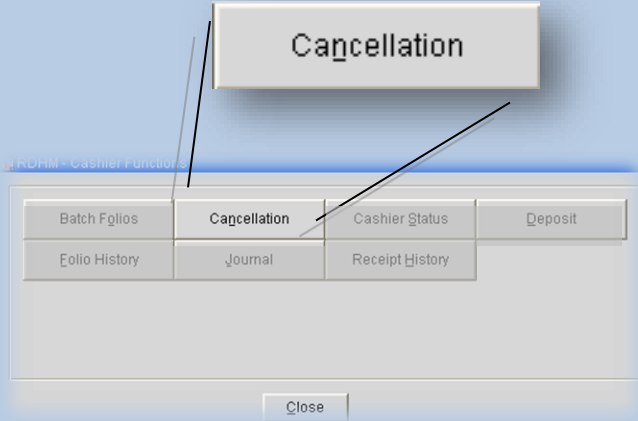 Cancellation
RDHM - Cashier Functions
Batch Folios Cancellation Cashier Status Deposit
Folio History Journal Receipt History
Close